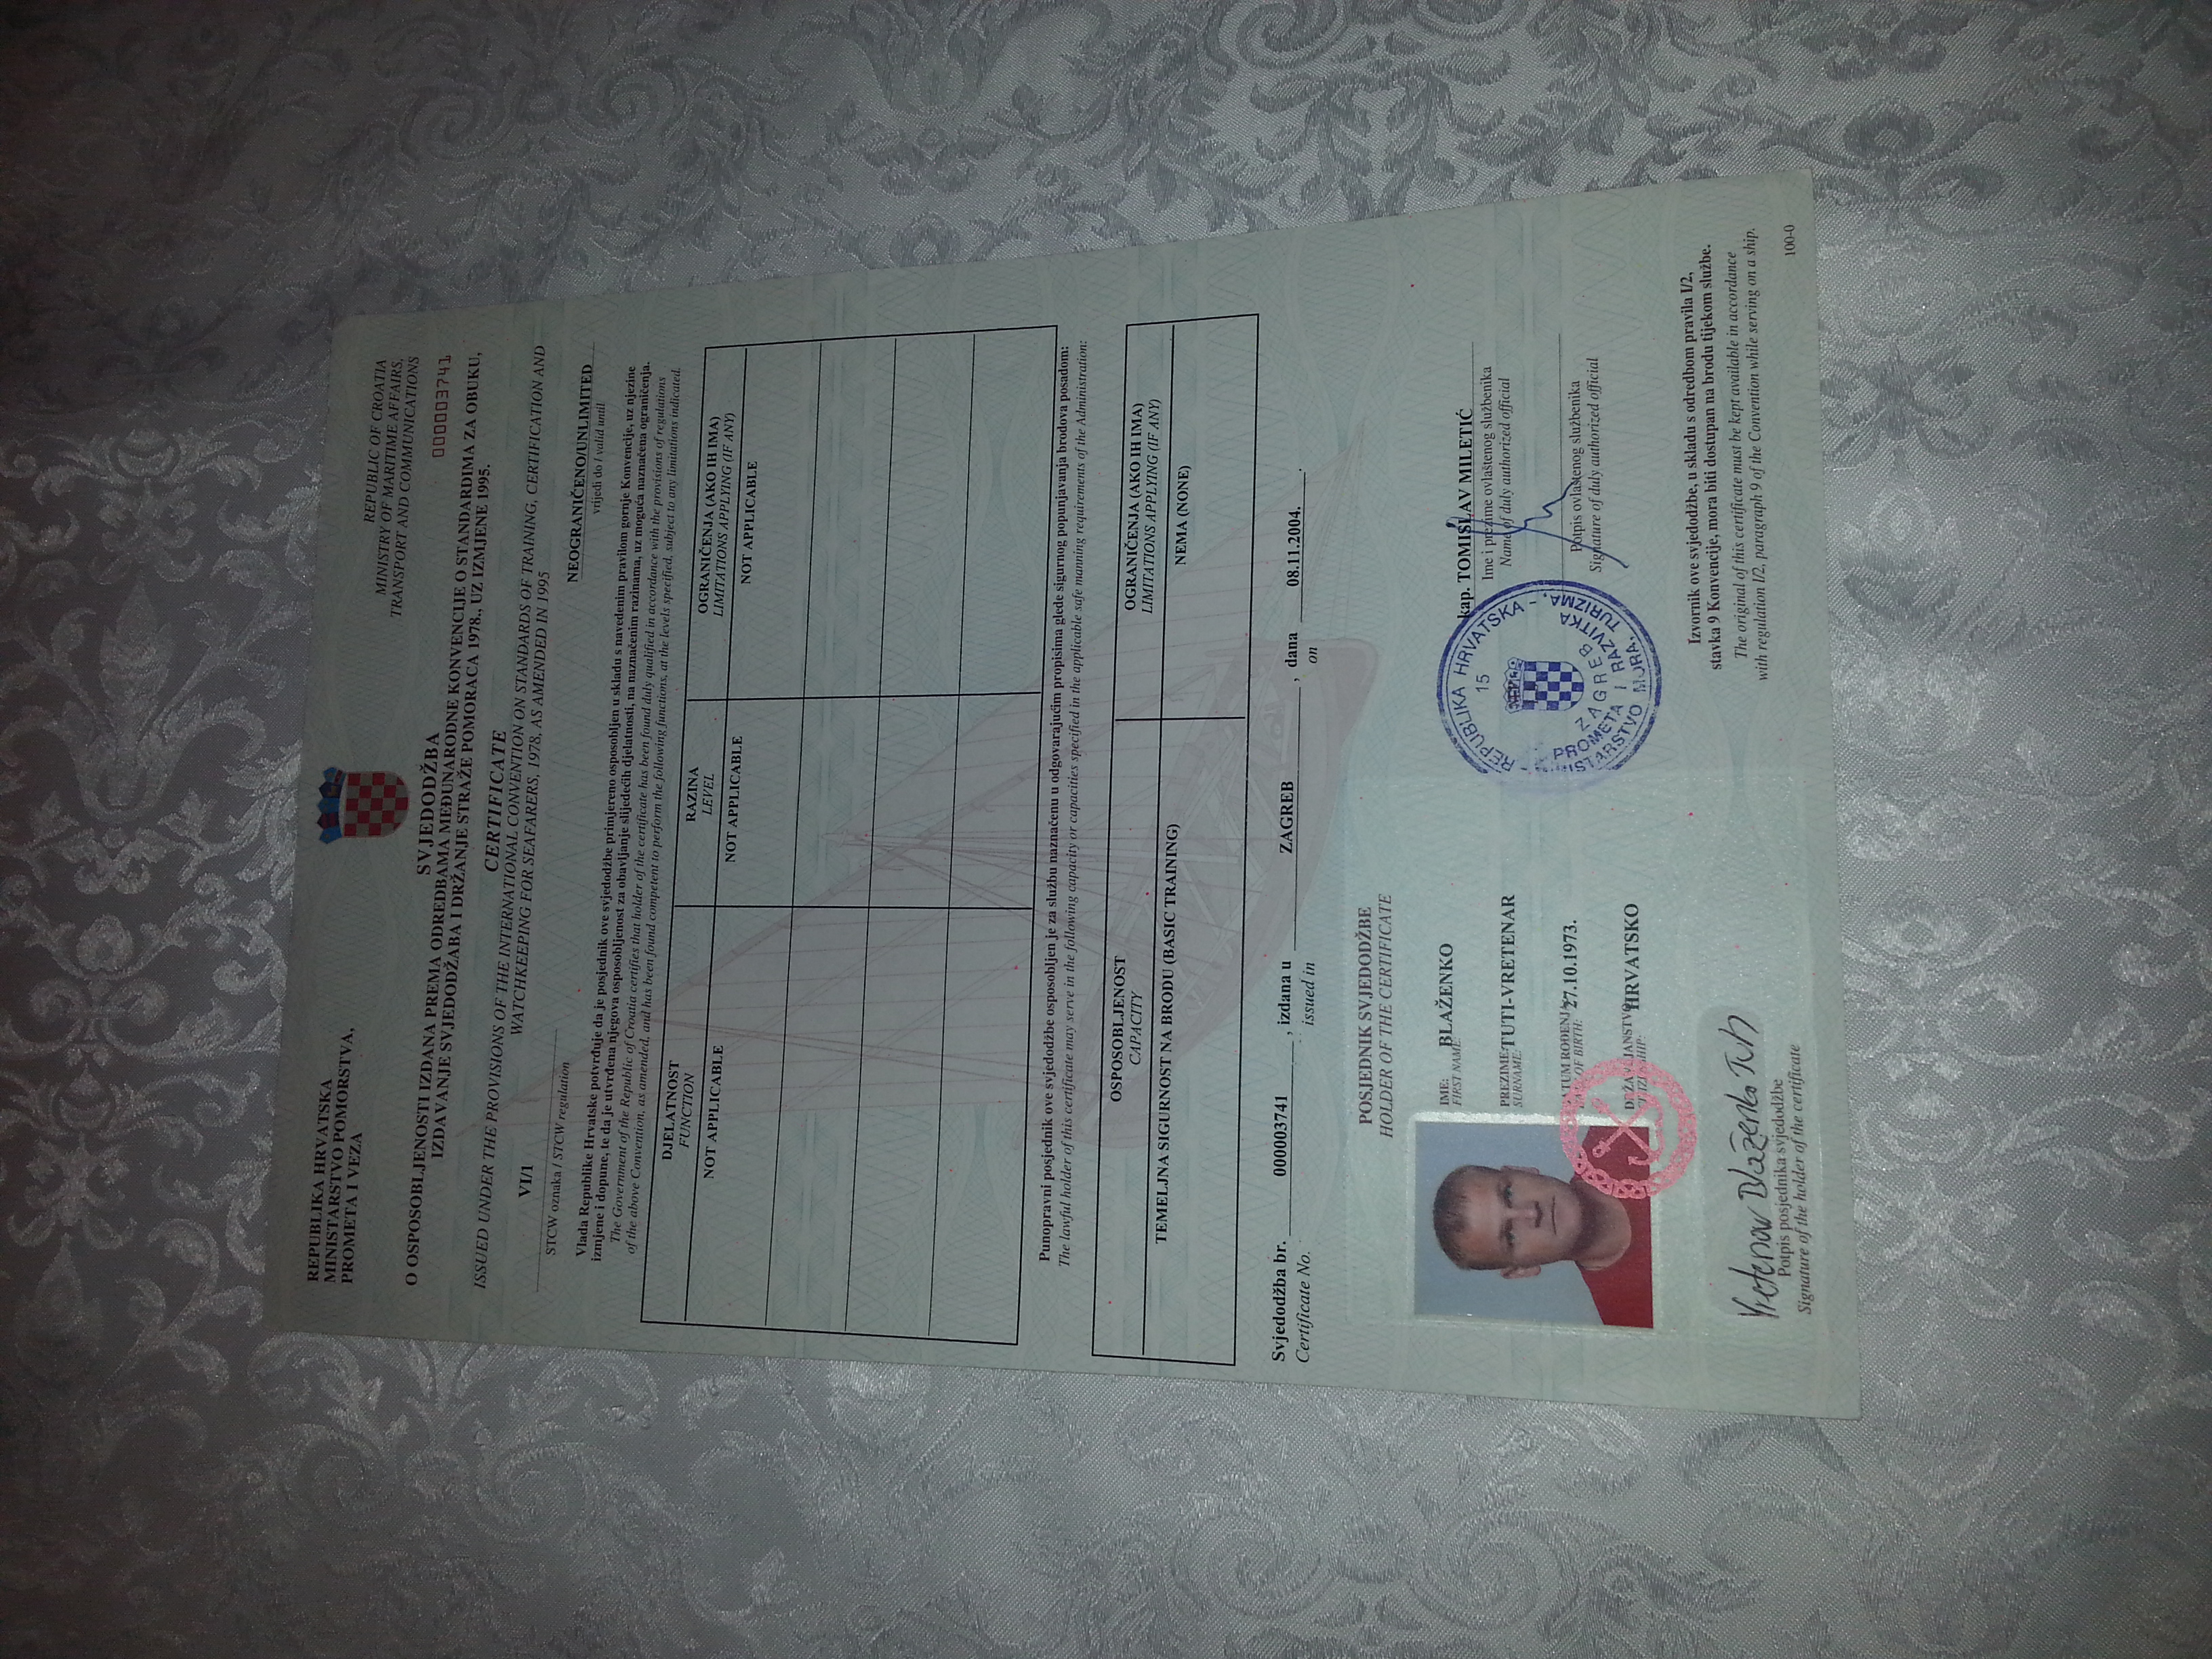 REPUBLIKA HRVATSKA
MINISTARSTVO POMORSTVA,
PROMETA I VEZA
REPUBLIC OF CROATIA
MINISTRY OF MARITIME AFFAIRS,
TRANSPORT AND COMMUNICATIONS
000003741
SVJEDODŽBA
O OSPOSOBLJENOSTI IZDANA PREMA ODREDBAMA MEĐUNARODNE KONVENCIJE O STANDARDIMA ZA OBUKU,
IZDAVANJE SVJEDODŽABA I DRŽANJE STRAŽE POMORACA 1978., UZ IZMJENE 1995.
CERTIFICATE
ISSUED UNDER THE PROVISIONS OF THE INTERNATIONAL CONVENTION ON STANDARDS OF TRAINING, CERTIFICATION AND
WATCHKEEPING FOR SEAFARERS, 1978, AS AMENDED IN 1995
VI/1
STCW oznaka / STCW regulation
NEOGRANIČENO/UNLIMITED
vrijedi do / valid until
Vlada Republike Hrvatske potvrđuje da je posjednik ove svjedodžbe primjereno osposobljen u skladu s navedenim pravilom gornje Konvencije, uz njezine
izmjene i dopune, te da je utvrđena njegova osposobljenost za obavljanje slijedećih djelatnosti, na naznačenim razinama, uz moguća naznačena ograničenja.
The Government of the Republic of Croatia certifies that holder of the certificate has been found duly qualified in accordance with the provisions of regulations
of the above Convention, as amended, and has been found competent to perform the following functions, at the levels specified, subject to any limitations indicated.
DJELATNOST
FUNCTION
RAZINA
LEVEL
OGRANIČENJA (AKO IH IMA)
LIMITATIONS APPLYING (IF ANY)
NOT APPLICABLE
NOT APPLICABLE
NOT APPLICABLE
Punopravni posjednik ove svjedodžbe osposobljen je za službu naznačenu u odgovarajućim propisima glede sigurnog popunjavanja brodova posadom:
The lawful holder of this certificate may serve in the following capacity or capacities specified in the applicable safe manning requirements of the Administration:
OSPOSOBLJENOST
CAPACITY
OGRANIČENJA (AKO IH IMA)
LIMITATIONS APPLYING (IF ANY)
TEMELJNA SIGURNOST NA BRODU (BASIC TRAINING)
NEMA (NONE)
Svjedodžba br. 000003741 , izdana u ZAGREB , dana 08.11.2004. .
Certificate No. issued in on
POSJEDNIK SVJEDODŽBE
HOLDER OF THE CERTIFICATE
IME: BLAŽENKO
FIRST NAME:
PREZIME: TUTI-VRETENAR
SURNAME:
DATUM ROĐENJA: 27.10.1973.
DATE OF BIRTH:
DRŽAVLJANSTVO: HRVATSKO
CITIZENSHIP:
Vretenar Blaženko Tuti
Potpis posjednika svjedodžbe
Signature of the holder of the certificate
kap. TOMISLAV MILETIĆ
Ime i prezime ovlaštenog službenika
Name of duly authorized official
Potpis ovlaštenog službenika
Signature of duly authorized official
REPUBLIKA HRVATSKA - MINISTARSTVO MORA, TURIZMA,
PROMETA I RAZVITKA
ZAGREB
15
Izvornik ove svjedodžbe, u skladu s odredbom pravila I/2,
stavka 9 Konvencije, mora biti dostupan na brodu tijekom službe.
The original of this certificate must be kept available in accordance
with regulation I/2, paragraph 9 of the Convention while serving on a ship.
100-0